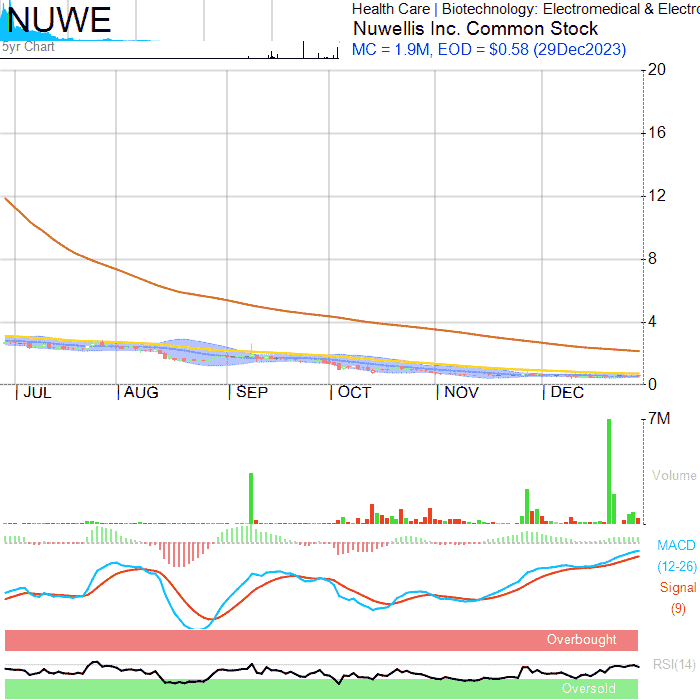 NUWE
5yr Chart
Health Care | Biotechnology: Electromedical & Electro
Nuwellis Inc. Common Stock
MC = 1.9M, EOD = $0.58 (29Dec2023)
20
16
12
8
4
0
JUL AUG SEP OCT NOV DEC
7M
Volume
MACD
(12-26)
Signal
(9)
Overbought
RSI(14)
Oversold